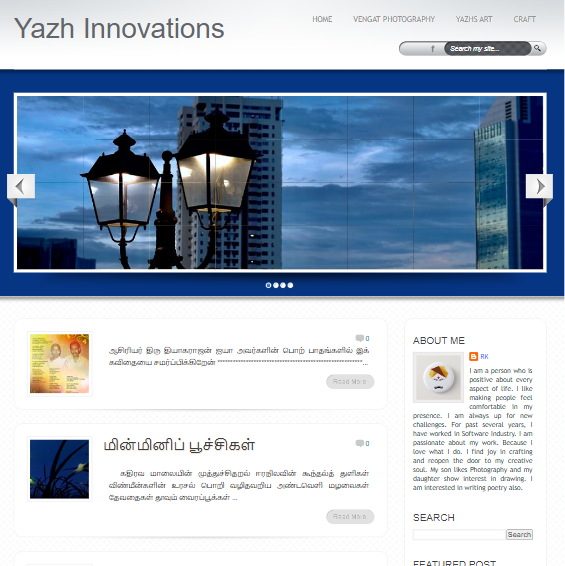 Yazh Innovations
HOME VENGAT PHOTOGRAPHY YAZHS ART CRAFT
Search my site...
0
ஆசிரியர் திரு தியாகராஜன் ஐயா அவர்களின் பொற் பாதங்களில் இக்
கவிதையை சமர்ப்பிக்கிறேன்
Read More
மின்மினிப் பூச்சிகள்
0
கதிரவ மாலையின் முத்துச்சிதறல் ஈரநிலவின் கூந்தல்த் துளிகள்
விண்மீன்களின் உரசல் பொறி வழிதவறிய அண்டவெளி மழலைகள்
தேவதைகள் தூவும் வைரப்பூக்கள் ...
Read More
ABOUT ME
RK
I am a person who is
positive about every
aspect of life. I like
making people feel
comfortable in my
presence. I am always up for new
challenges. For past several years, I
have worked in Software Industry. I am
passionate about my work. Because I
love what I do. I find joy in crafting
and reopen the door to my creative
soul. My son likes Photography and my
daughter show interest in drawing. I
am interested in writing poetry also.
SEARCH
Search
FEATURED POST